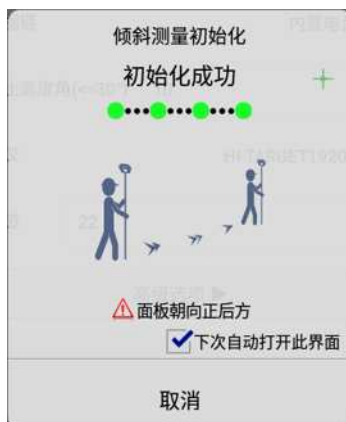 倾斜测量初始化
初始化成功
面板朝向正后方
下次自动打开此界面
取消